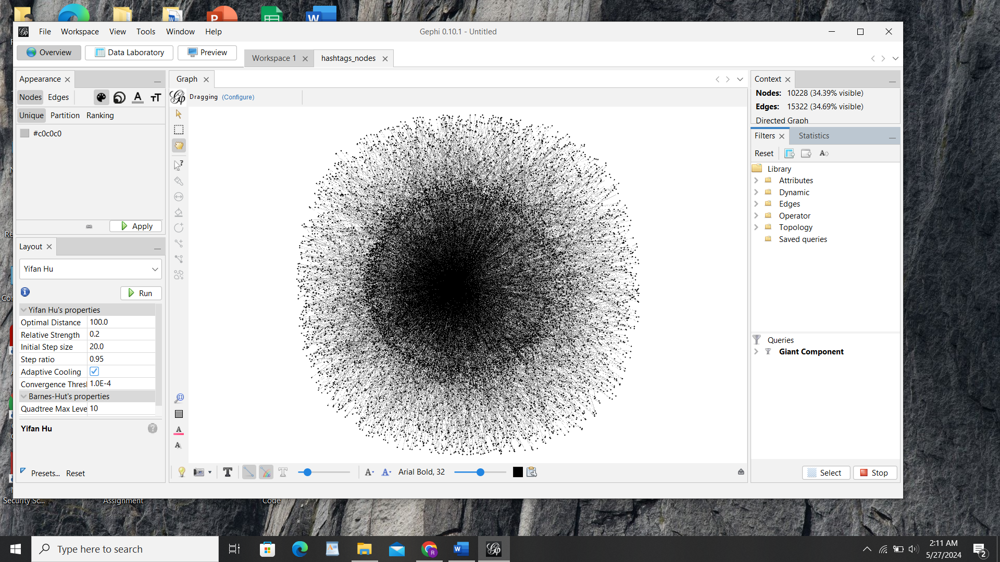 File Workspace View Tools Window Help
Gephi 0.10.1 - Untitled
Overview
Data Laboratory
Preview
Workspace 1
hashtags_nodes
Appearance
Nodes Edges
Unique Partition Ranking
#c0c0c0
Apply
Layout
Yifan Hu
Run
Yifan Hu's properties
Optimal Distance 100.0
Relative Strength 0.2
Initial Step size 20.0
Step ratio 0.95
Adaptive Cooling
Convergence Thresl 1.0E-4
Barnes-Hut's properties
Quadtree Max Leve 10
Yifan Hu
Presets... Reset
Graph
Dragging (Configure)
Arial Bold, 32
Context
Nodes: 10228 (34.39% visible)
Edges: 15322 (34.69% visible)
Directed Graph
Filters
Statistics
Reset
Library
Attributes
Dynamic
Edges
Operator
Topology
Saved queries
Queries
Giant Component
Select
Stop
Security Sc...
Assignment
Code
Type here to search
2:11 AM
5/27/2024
2